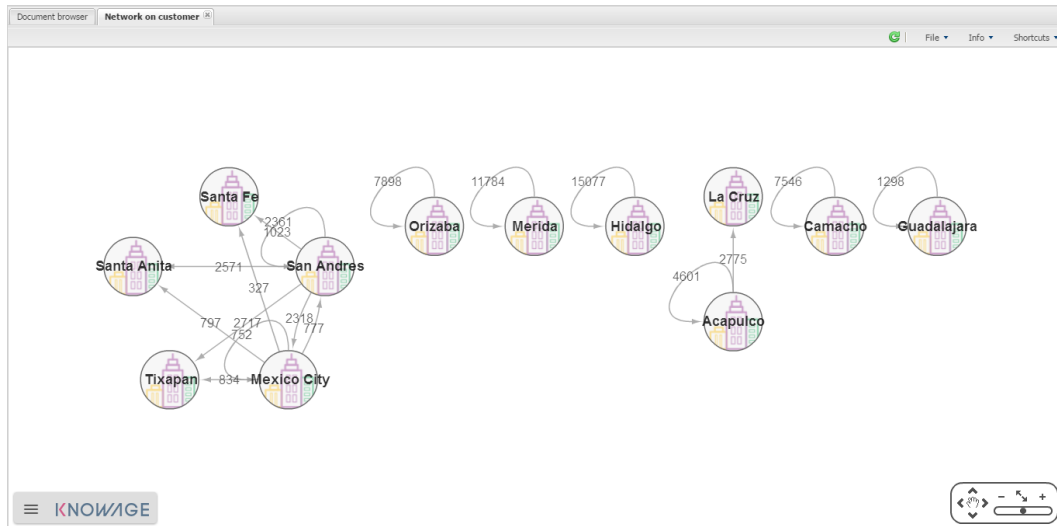 Document browser
Network on customer
File
Info
Shortcuts
Santa Fe
2361
1023
Santa Anita
2571
San Andres
327
797
2717
752
2318
777
Tixapan
834
Mexico City
7898
Orizaba
11784
Merida
15077
Hidalgo
La Cruz
2775
4601
Acapulco
7546
Camacho
1298
Guadalajara
KNOWAGE